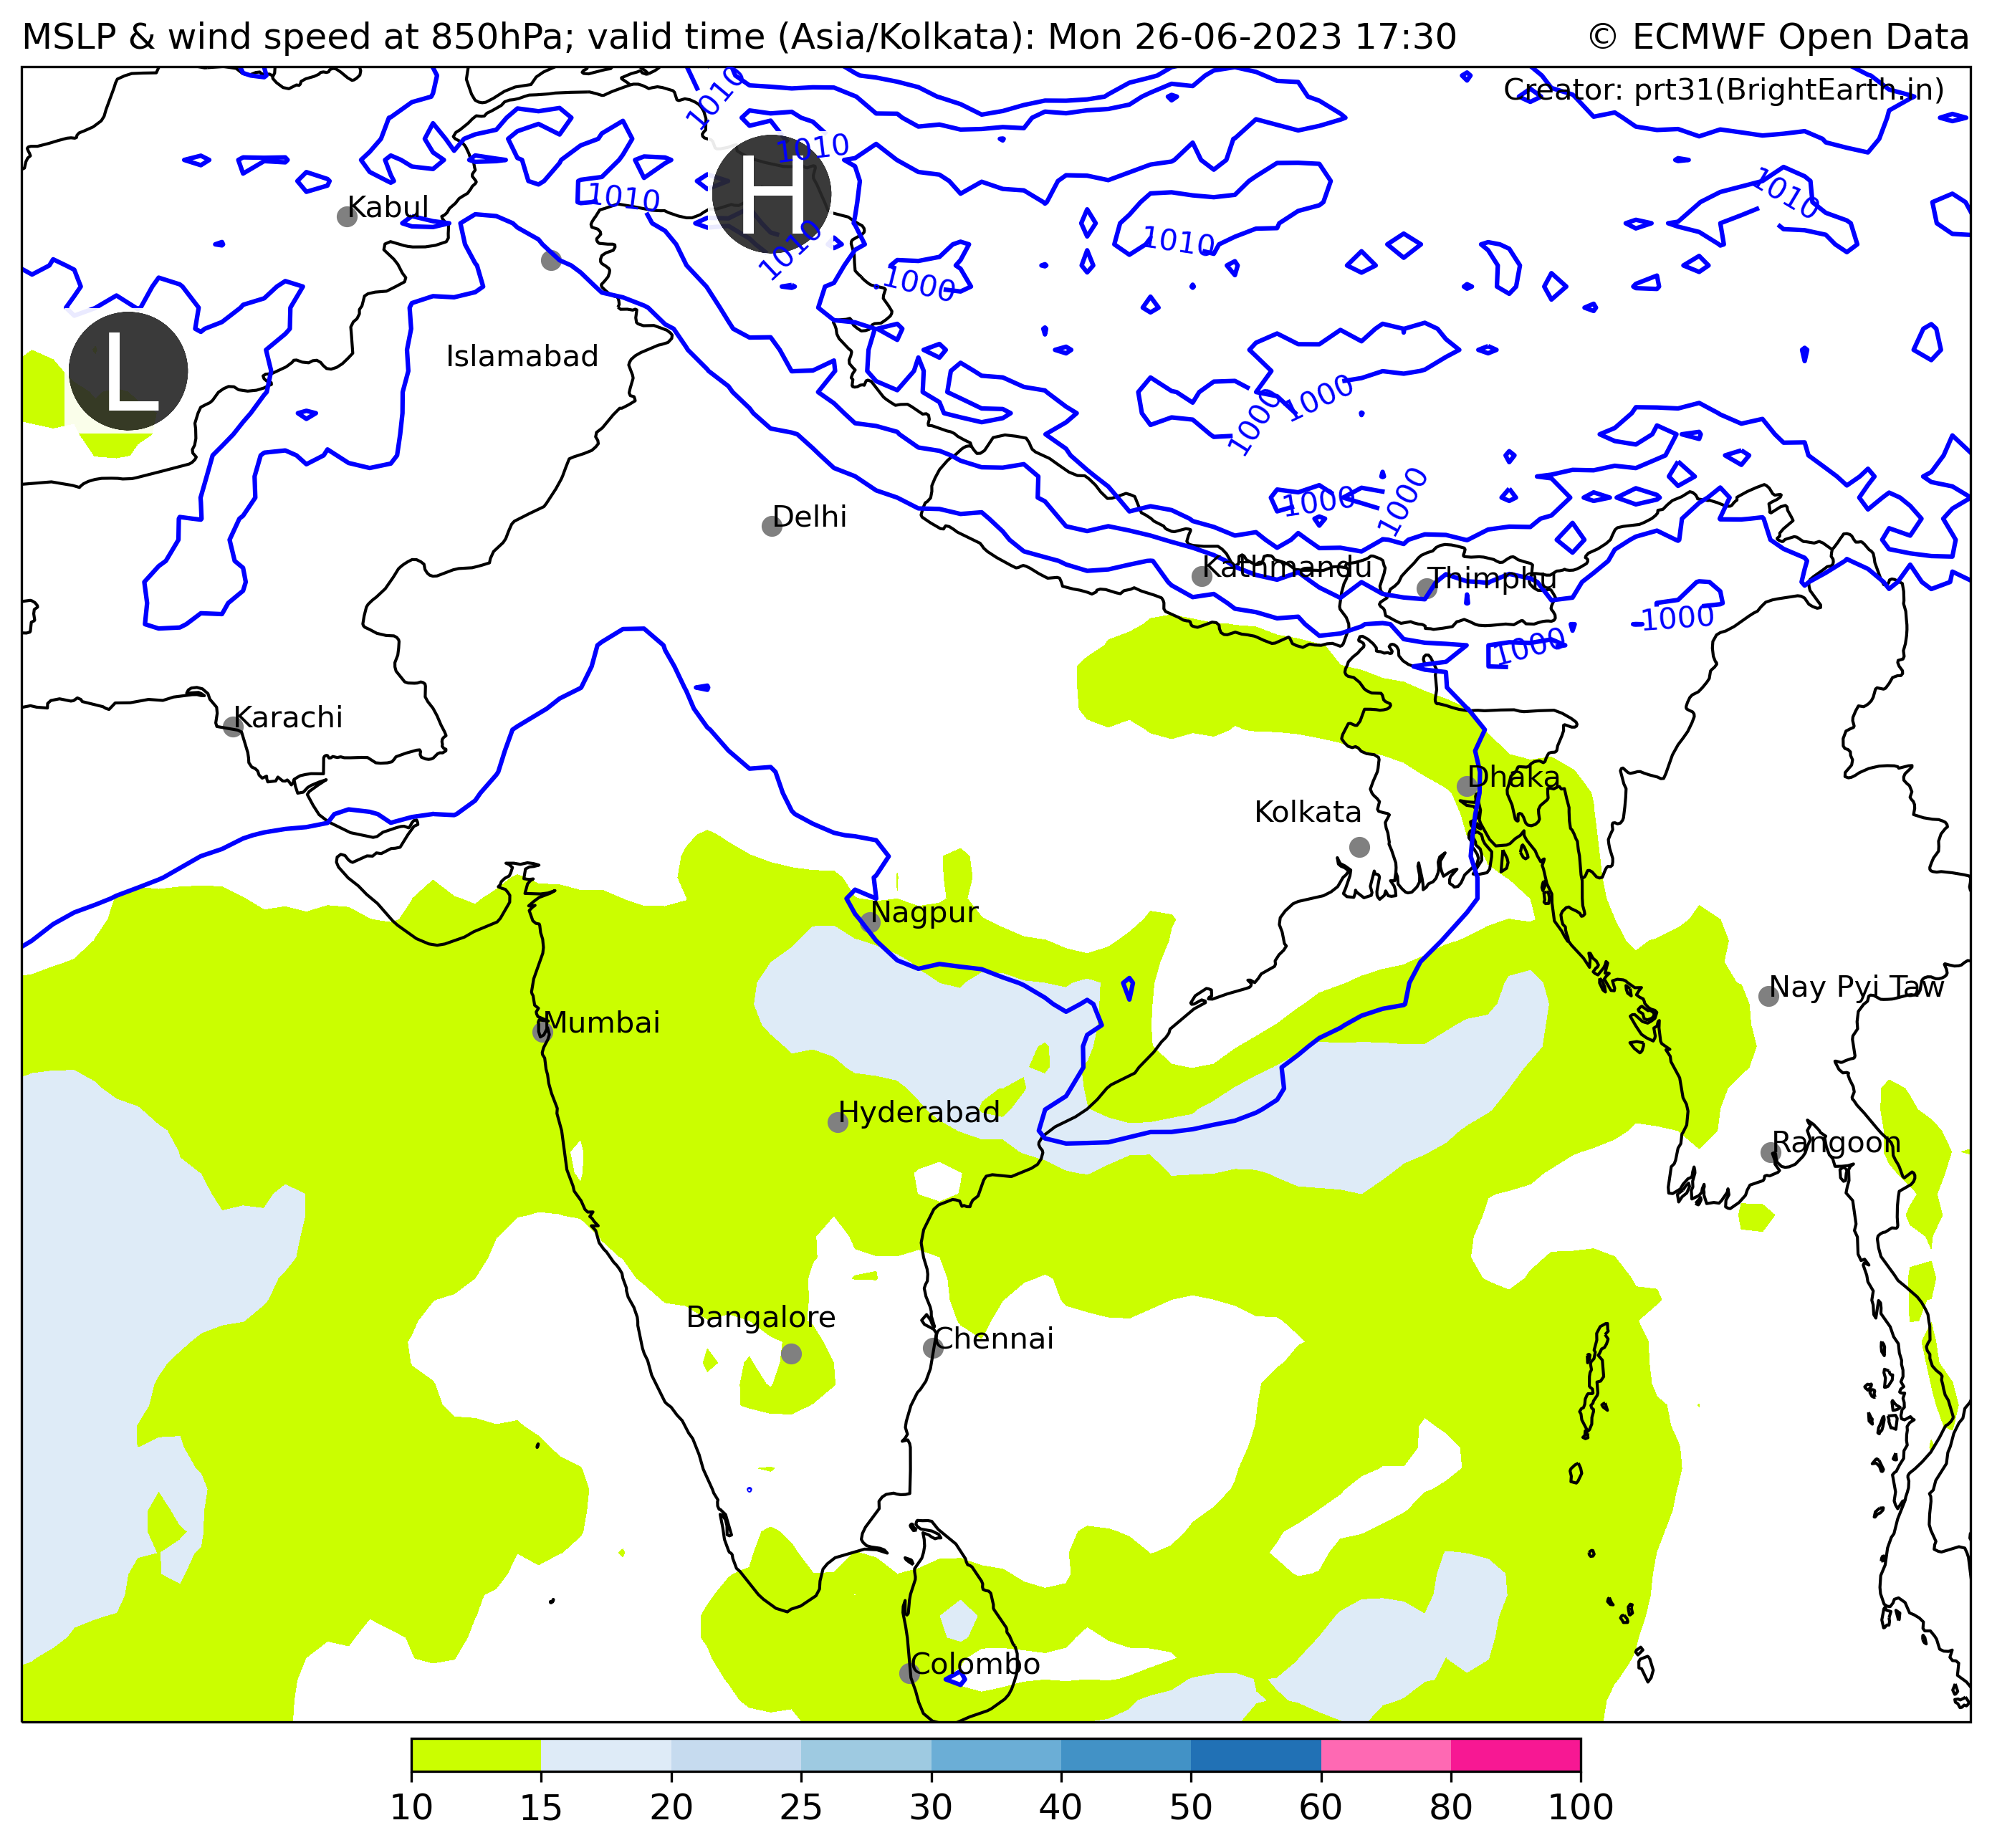 MSLP & wind speed at 850hPa; valid time (Asia/Kolkata): Mon 26-06-2023 17:30 © ECMWF Open Data
Creator: prt31(BrightEarth.in)
1010
1010
H
1010
1010
Kabul
1010
1010
1000
L
Islamabad
1000
1000
1000
1000
Delhi
Kathmandu
Thimphu
1000
1000
Karachi
Dhaka
Kolkata
Nagpur
Nay Pyi Taw
Mumbai
Hyderabad
Rangoon
Bangalore
Chennai
Colombo
10 15 20 25 30 40 50 60 80 100